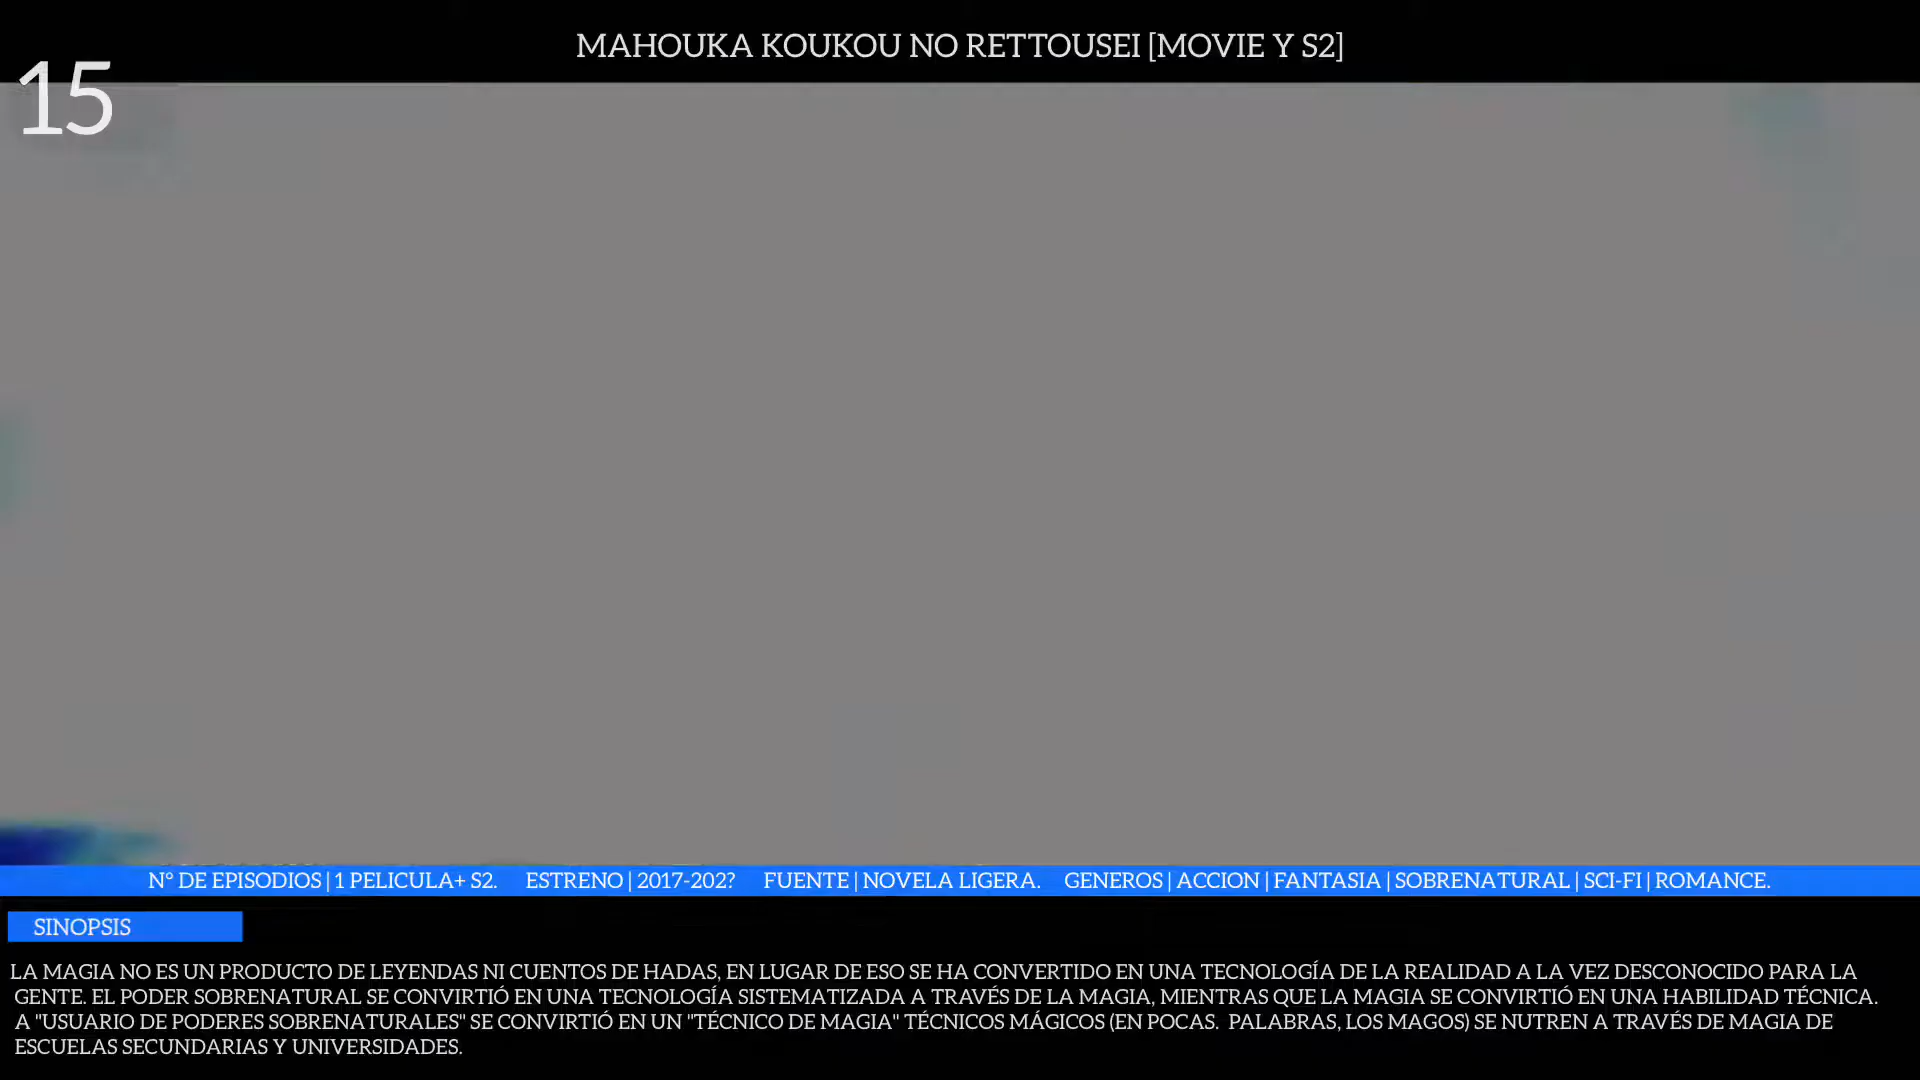 MAHOUKA KOUKOU NO RETTOUSEI [MOVIE Y S2]
15
N° DE EPISODIOS | 1 PELICULA+ S2. ESTRENO | 2017-202? FUENTE | NOVELA LIGERA. GENEROS | ACCION | FANTASIA | SOBRENATURAL | SCI-FI | ROMANCE.
SINOPSIS
LA MAGIA NO ES UN PRODUCTO DE LEYENDAS NI CUENTOS DE HADAS, EN LUGAR DE ESO SE HA CONVERTIDO EN UNA TECNOLOGÍA DE LA REALIDAD A LA VEZ DESCONOCIDO PARA LA
GENTE. EL PODER SOBRENATURAL SE CONVIRTIÓ EN UNA TECNOLOGÍA SISTEMATIZADA A TRAVÉS DE LA MAGIA, MIENTRAS QUE LA MAGIA SE CONVIRTIÓ EN UNA HABILIDAD TÉCNICA.
A "USUARIO DE PODERES SOBRENATURALES" SE CONVIRTIÓ EN UN "TÉCNICO DE MAGIA" TÉCNICOS MÁGICOS (EN POCAS. PALABRAS, LOS MAGOS) SE NUTREN A TRAVÉS DE MAGIA DE
ESCUELAS SECUNDARIAS Y UNIVERSIDADES.